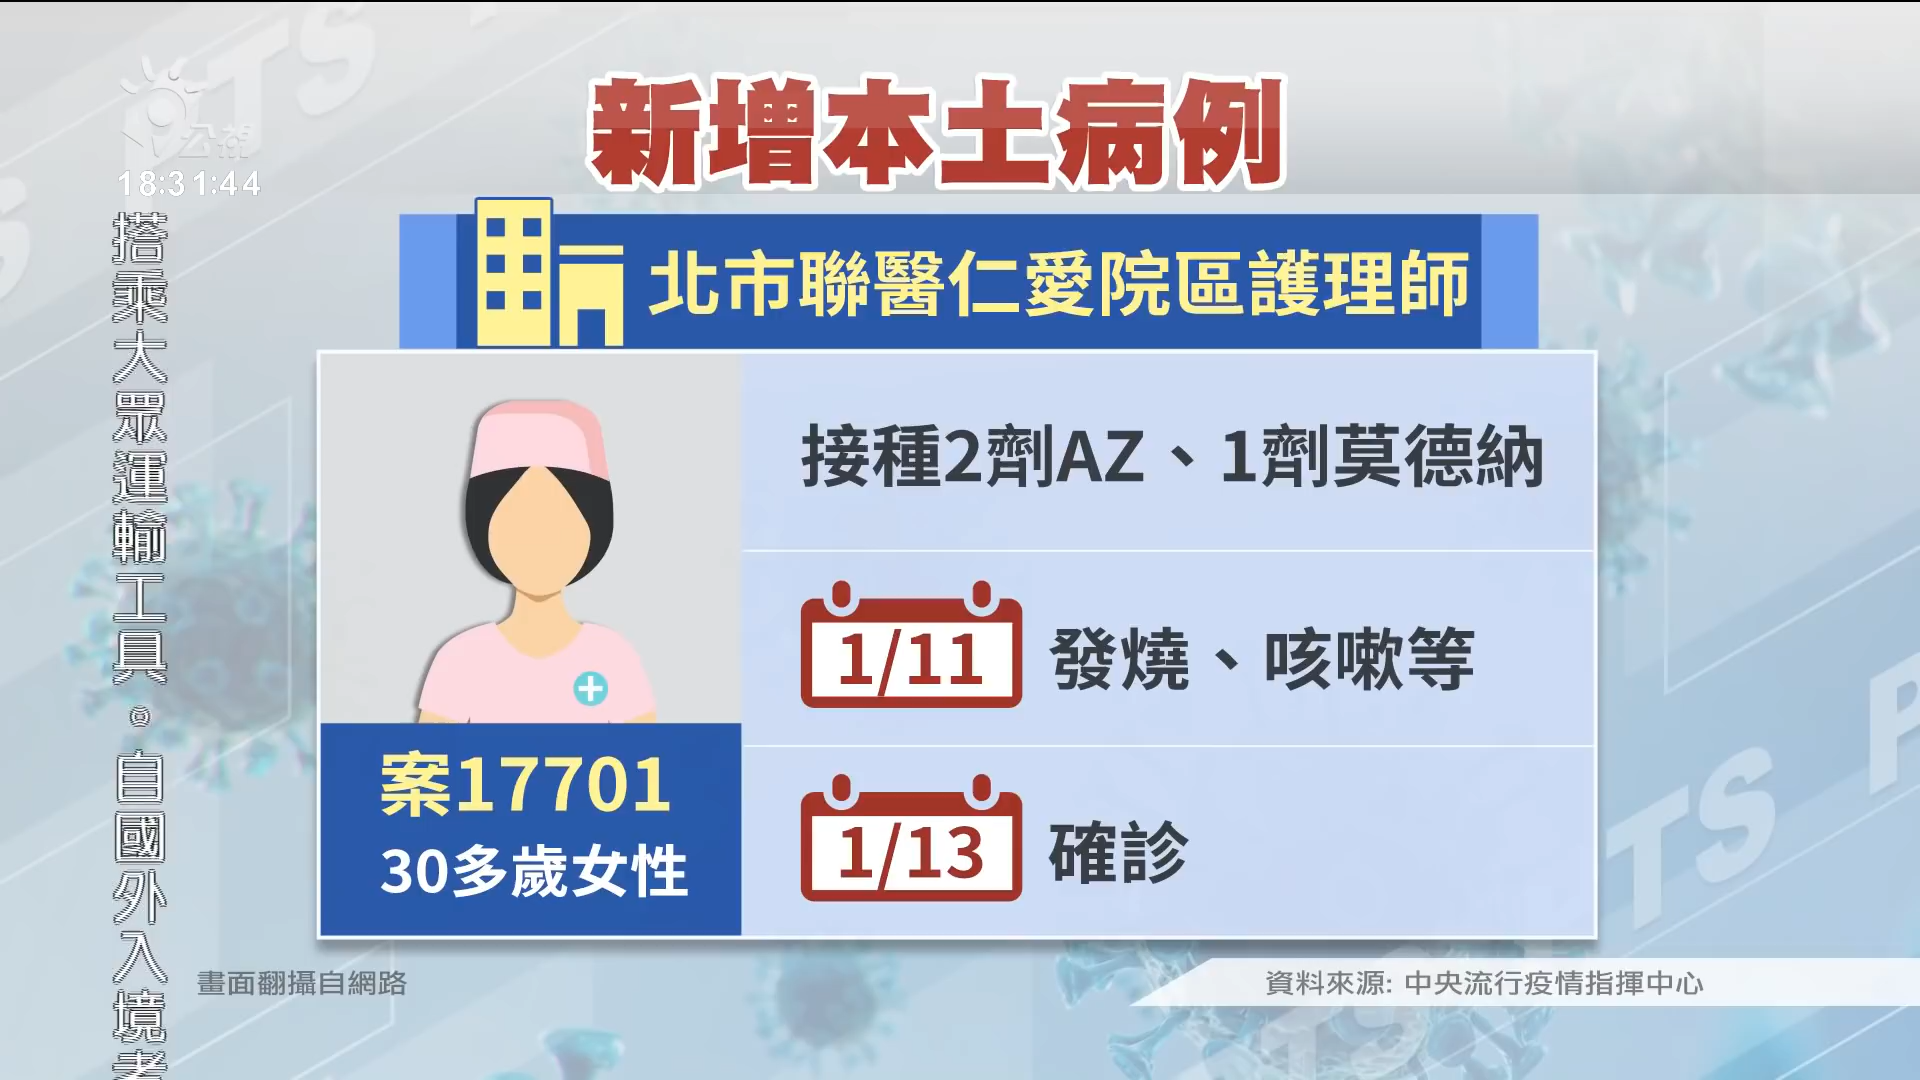 新增本土病例
公視
18:31:44
北市聯醫仁愛院區護理師
接種2劑AZ、1劑莫德納
1/11 發燒、咳嗽等
1/13 確診
案17701
30多歲女性
搭乘大眾運輸工具。自國外入境者
畫面翻攝自網路
資料來源: 中央流行疫情指揮中心
PTS
PTS